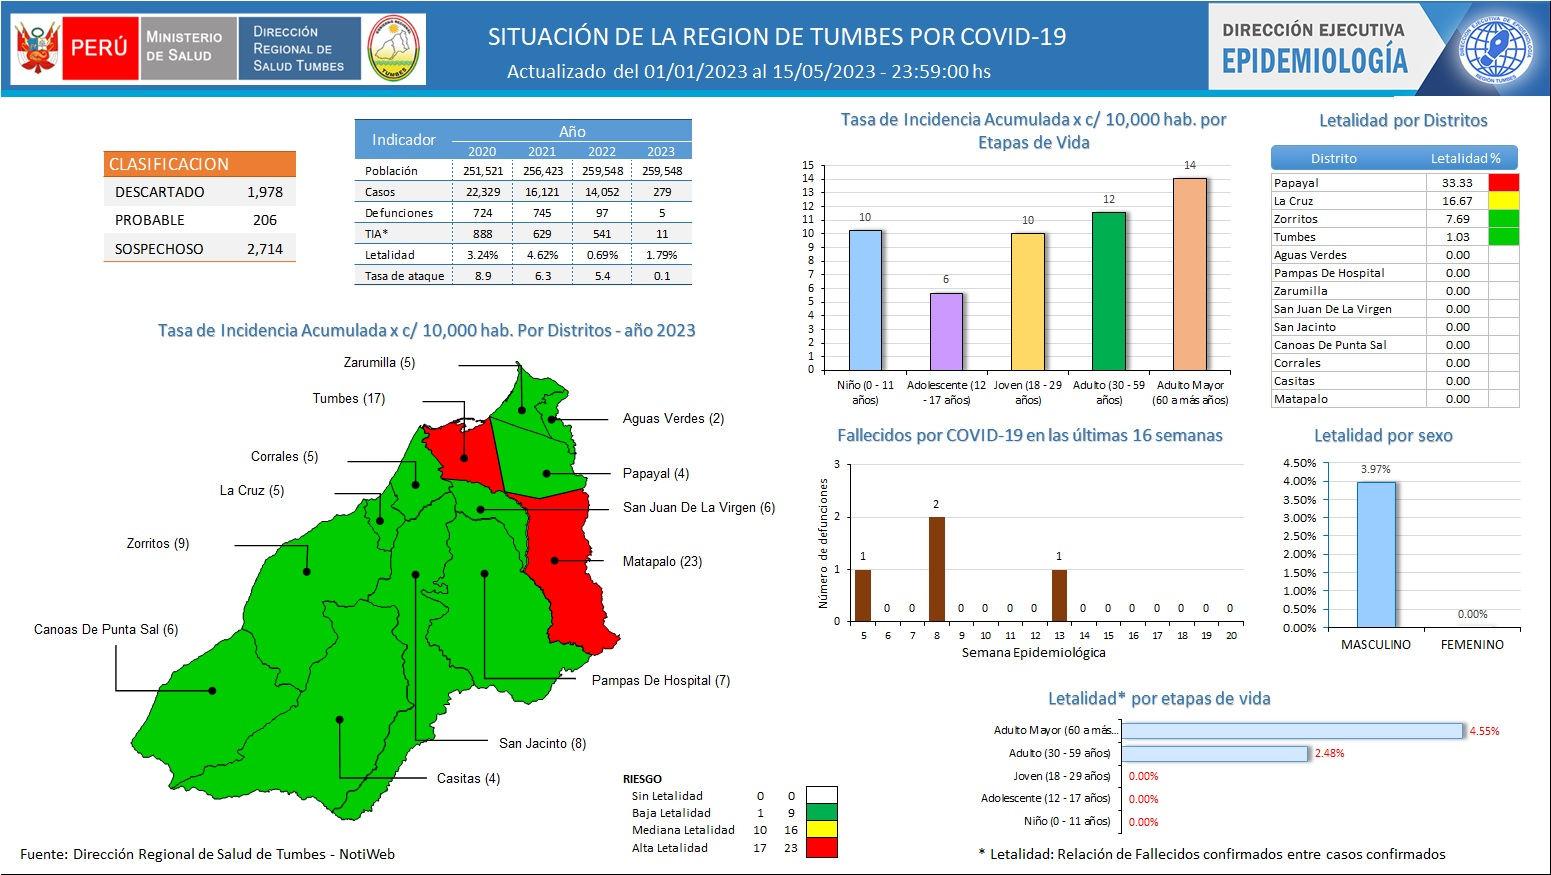 PERÚ
MINISTERIO
DE SALUD
DIRECCIÓN
REGIONAL DE
SALUD TUMBES
TUMBES
SITUACIÓN DE LA REGION DE TUMBES POR COVID-19
Actualizado del 01/01/2023 al 15/05/2023 - 23:59:00 hs
DIRECCIÓN EJECUTIVA
EPIDEMIOLOGÍA
CLASIFICACION
DESCARTADO 1,978
PROBABLE 206
SOSPECHOSO 2,714
Indicador Año
2020 2021 2022 2023
Población 251,521 256,423 259,548 259,548
Casos 22,329 16,121 14,052 279
Defunciones 724 745 97 5
TIA* 888 629 541 11
Letalidad 3.24% 4.62% 0.69% 1.79%
Tasa de ataque 8.9 6.3 5.4 0.1
Tasa de Incidencia Acumulada x c/ 10,000 hab. Por Distritos - año 2023
Zarumilla (5)
Tumbes (17)
Aguas Verdes (2)
Corrales (5)
Papayal (4)
La Cruz (5)
San Juan De La Virgen (6)
Zorritos (9)
Matapalo (23)
Canoas De Punta Sal (6)
Pampas De Hospital (7)
San Jacinto (8)
Casitas (4)
RIESGO
Sin Letalidad 0 0
Baja Letalidad 1 9
Mediana Letalidad 10 16
Alta Letalidad 17 23
Fuente: Dirección Regional de Salud de Tumbes - NotiWeb
Tasa de Incidencia Acumulada x c/ 10,000 hab. por
Etapas de Vida
15
14
13
12
11
10
9
8
7
6
5
4
3
2
1
0
10 6 10 12 14
Niño (0 - 11 años)
Adolescente (12 - 17 años)
Joven (18 - 29 años)
Adulto (30 - 59 años)
Adulto Mayor (60 a más años)
Letalidad por Distritos
Distrito Letalidad %
Papayal 33.33
La Cruz 16.67
Zorritos 7.69
Tumbes 1.03
Aguas Verdes 0.00
Pampas De Hospital 0.00
Zarumilla 0.00
San Juan De La Virgen 0.00
San Jacinto 0.00
Canoas De Punta Sal 0.00
Corrales 0.00
Casitas 0.00
Matapalo 0.00
Fallecidos por COVID-19 en las últimas 16 semanas
Número de defunciones
3
2
1
0
1 0 0 2 0 0 0 0 1 0 0 0 0 0 0 0
5 6 7 8 9 10 11 12 13 14 15 16 17 18 19 20
Semana Epidemiológica
Letalidad por sexo
4.50%
4.00%
3.50%
3.00%
2.50%
2.00%
1.50%
1.00%
0.50%
0.00%
3.97% 0.00%
MASCULINO FEMENINO
Letalidad* por etapas de vida
Adulto Mayor (60 a más... 4.55%
Adulto (30 - 59 años) 2.48%
Joven (18 - 29 años) 0.00%
Adolescente (12 - 17 años) 0.00%
Niño (0 - 11 años) 0.00%
* Letalidad: Relación de Fallecidos confirmados entre casos confirmados